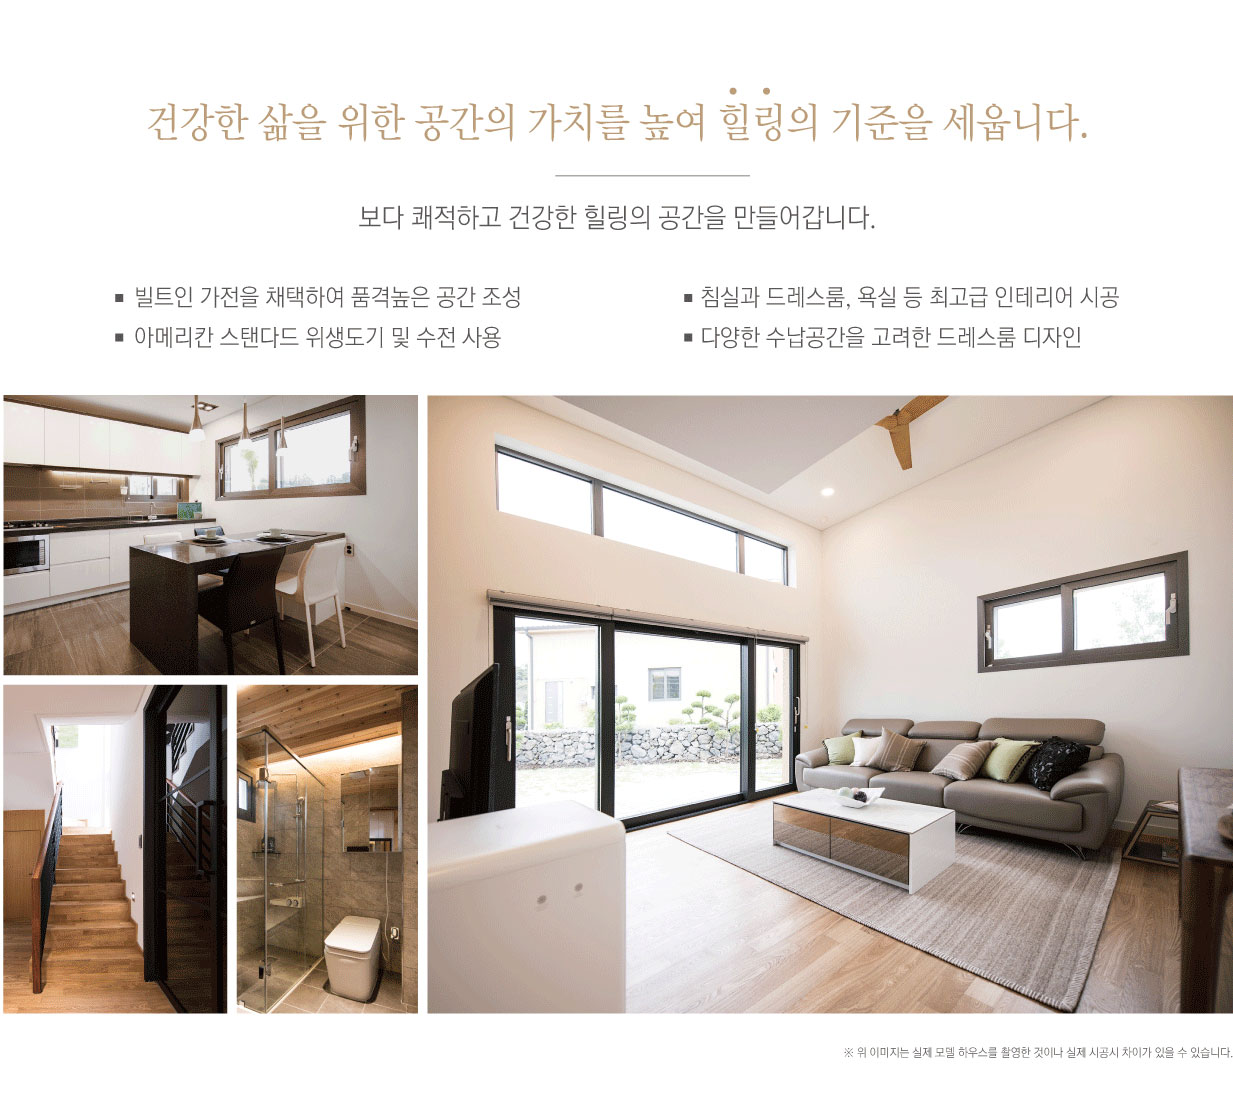 건강한 삶을 위한 공간의 가치를 높여 힐링의 기준을 세웁니다.
보다 쾌적하고 건강한 힐링의 공간을 만들어갑니다.
■ 빌트인 가전을 채택하여 품격높은 공간 조성
■ 아메리칸 스탠다드 위생도기 및 수전 사용
■ 침실과 드레스룸, 욕실 등 최고급 인테리어 시공
■ 다양한 수납공간을 고려한 드레스룸 디자인
※ 위 이미지는 실제 모델 하우스를 촬영한 것이나 실제 시공시 차이가 있을 수 있습니다.